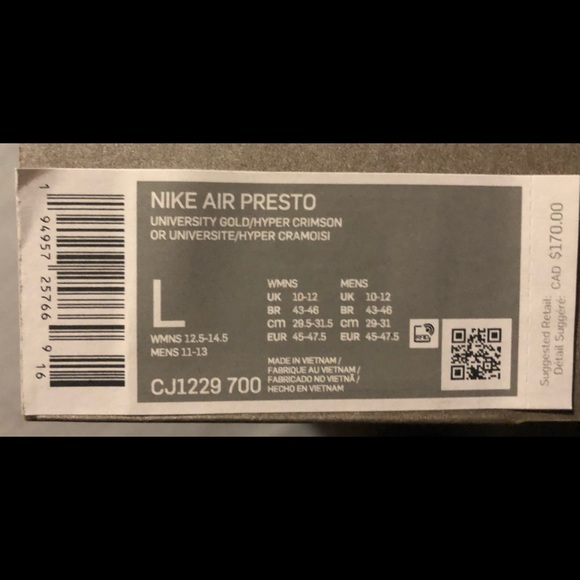 NIKE AIR PRESTO
UNIVERSITY GOLD/HYPER CRIMSON
OR UNIVERSITE/HYPER CRAMOISI
L
WMNS 12.5-14.5
MENS 11-13
CJ1229 700
WMNS MENS
UK 10-12 UK 10-12
BR 43-46 BR 43-46
CM 29.5-31.5 CM 29-31
EUR 45-47.5 EUR 45-47.5
MADE IN VIETNAM /
FABRIQUE AU VIETNAM /
FABRICADO NO VIETNÃ /
HECHO EN VIETNAM
1 94957 25766 9 16
Suggested Retail: CAD $170.00
Détail Suggéré: